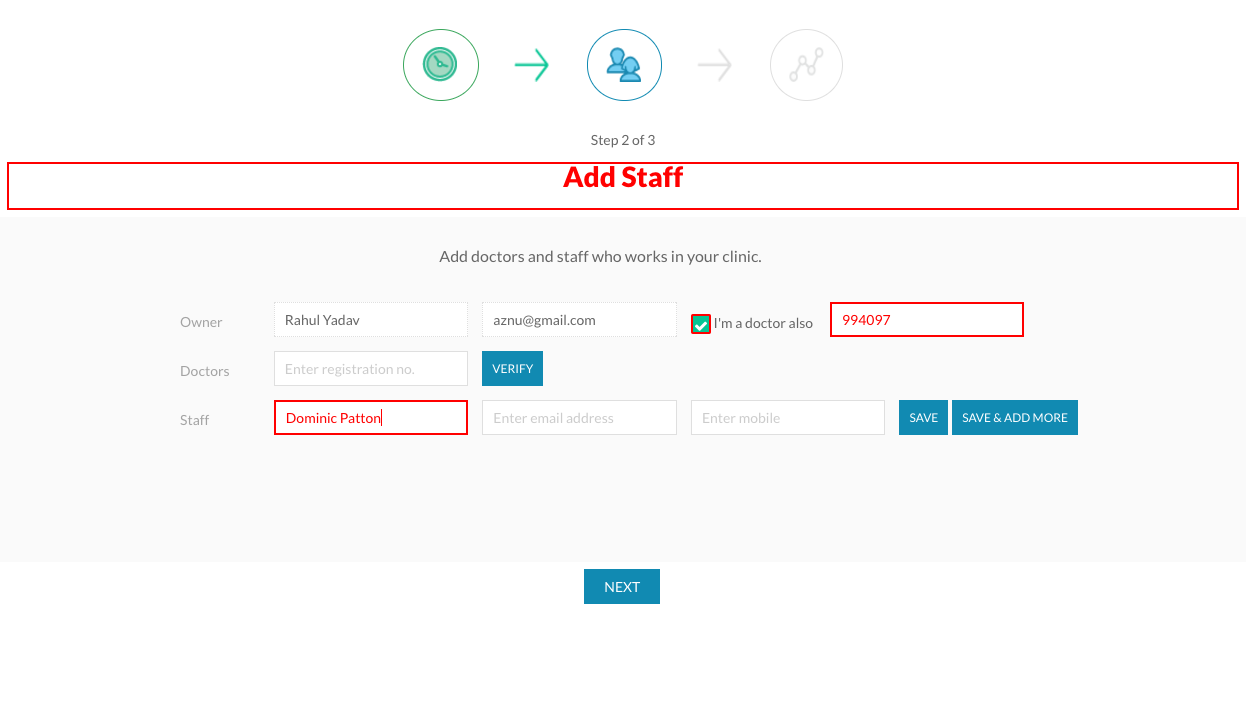 Step 2 of 3
Add Staff
Add doctors and staff who works in your clinic.
Owner Rahul Yadav aznu@gmail.com I'm a doctor also 994097
Doctors Enter registration no. VERIFY
Staff Dominic Patton Enter email address Enter mobile SAVE SAVE & ADD MORE
NEXT